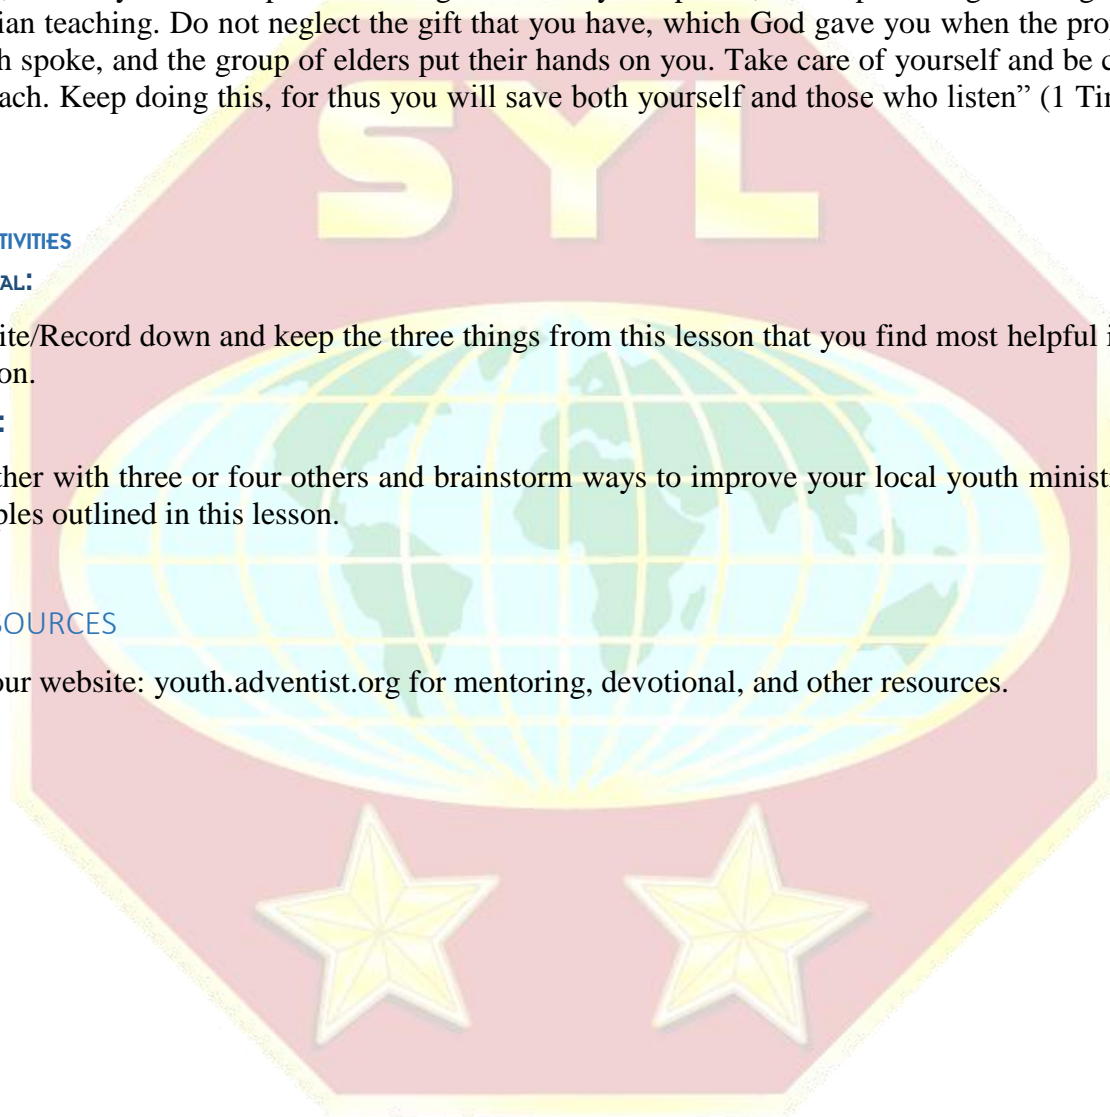 ian teaching. Do not neglect the gift that you have, which God gave you when the prop
h spoke, and the group of elders put their hands on you. Take care of yourself and be c
ach. Keep doing this, for thus you will save both yourself and those who listen” (1 Tim
SYL
TIVITIES
AL:
ite/Record down and keep the three things from this lesson that you find most helpful i
on.
:
ther with three or four others and brainstorm ways to improve your local youth ministr
ples outlined in this lesson.
SOURCES
our website: youth.adventist.org for mentoring, devotional, and other resources.